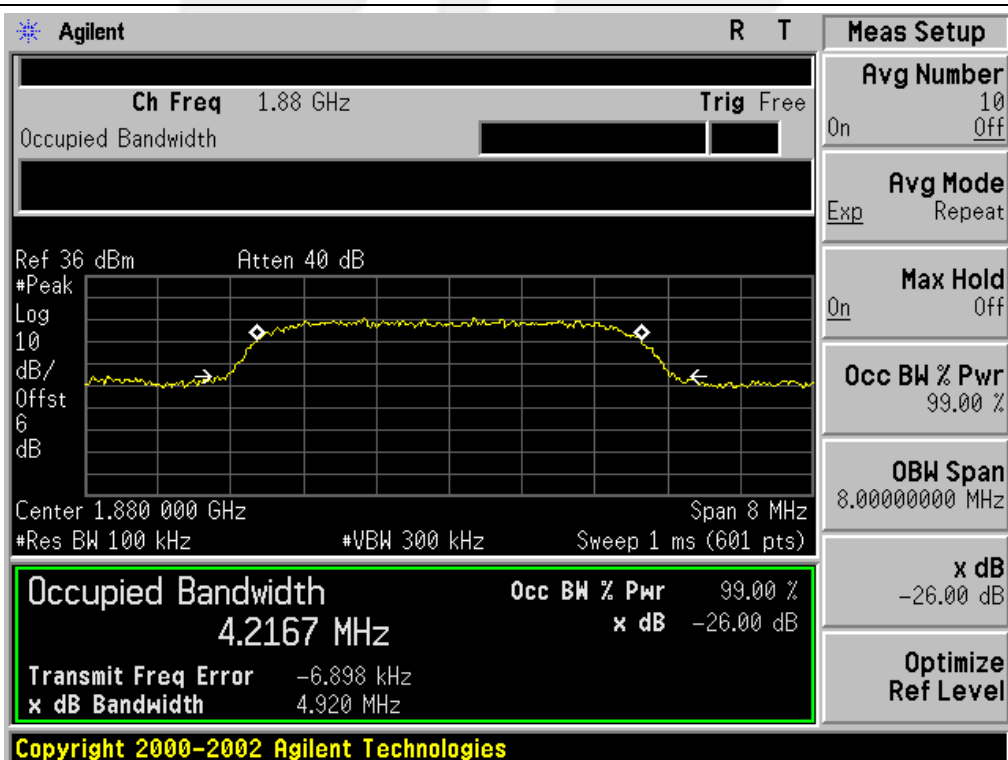 Agilent R T
Ch Freq 1.88 GHz Trig Free
Occupied Bandwidth
Ref 36 dBm Atten 40 dB
#Peak
Log
10
dB/
Offst
6
dB
Center 1.880 000 GHz Span 8 MHz
#Res BW 100 kHz #VBW 300 kHz Sweep 1 ms (601 pts)
Occupied Bandwidth
4.2167 MHz
Occ BW % Pwr 99.00 %
x dB -26.00 dB
Transmit Freq Error -6.898 kHz
x dB Bandwidth 4.920 MHz
Copyright 2000-2002 Agilent Technologies
Meas Setup
Avg Number
10
On Off
Avg Mode
Exp Repeat
Max Hold
On Off
Occ BW % Pwr
99.00 %
OBW Span
8.00000000 MHz
x dB
-26.00 dB
Optimize
Ref Level